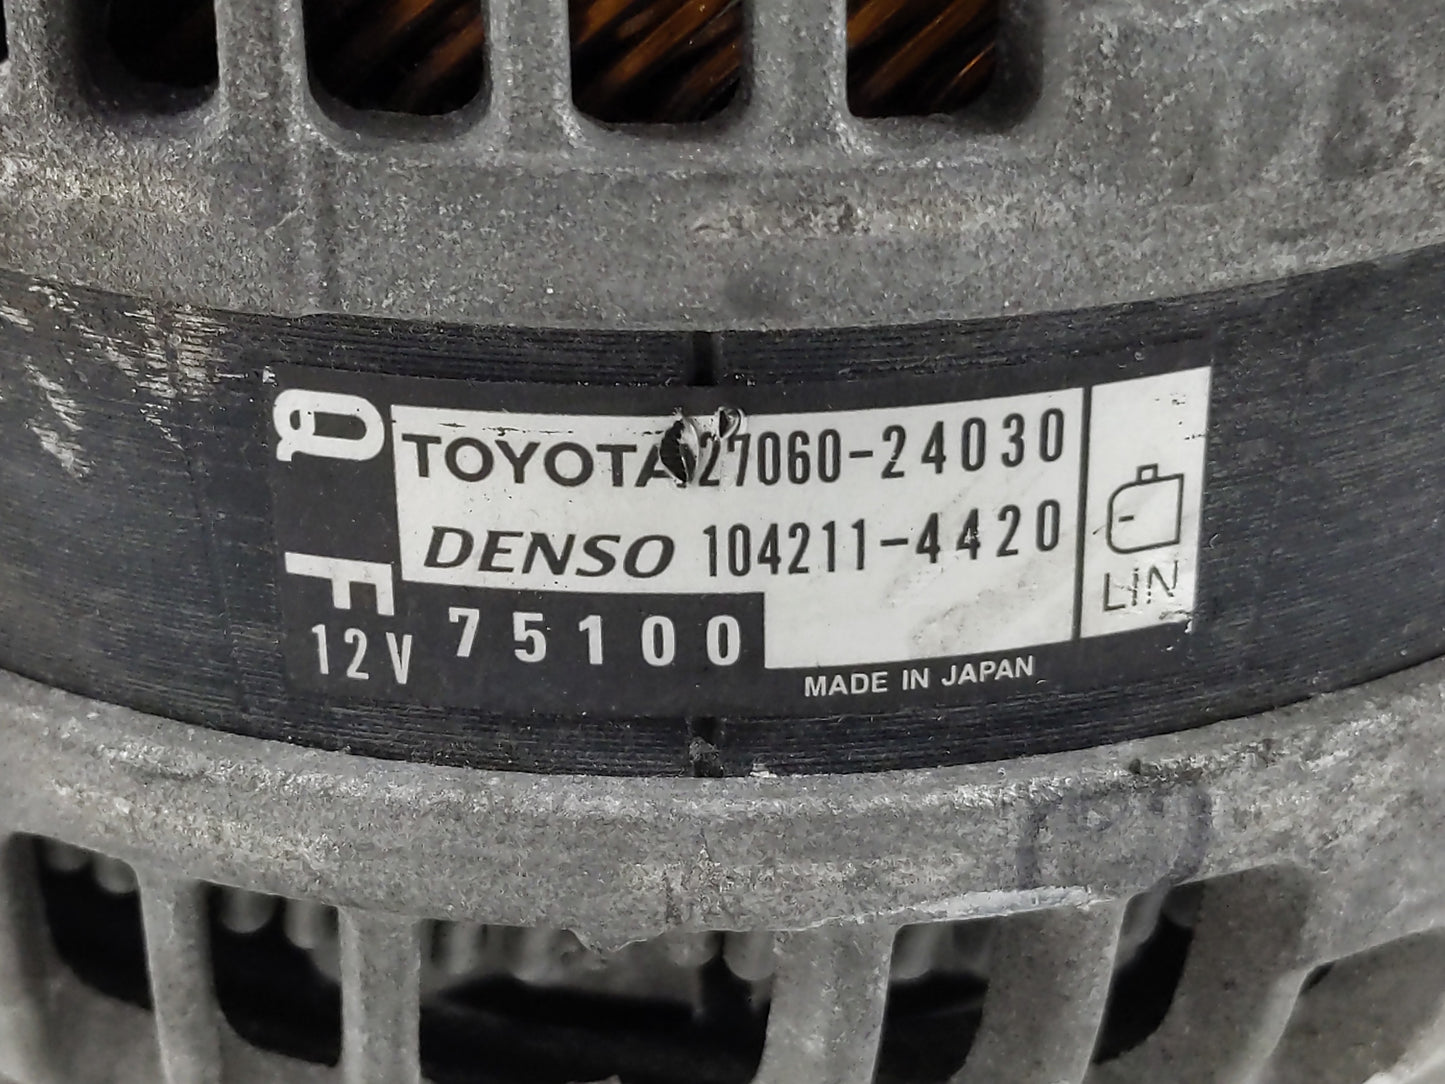 Q F
TOYOTA 27060-24030
DENSO 104211-4420
LIN
12V 75100
MADE IN JAPAN